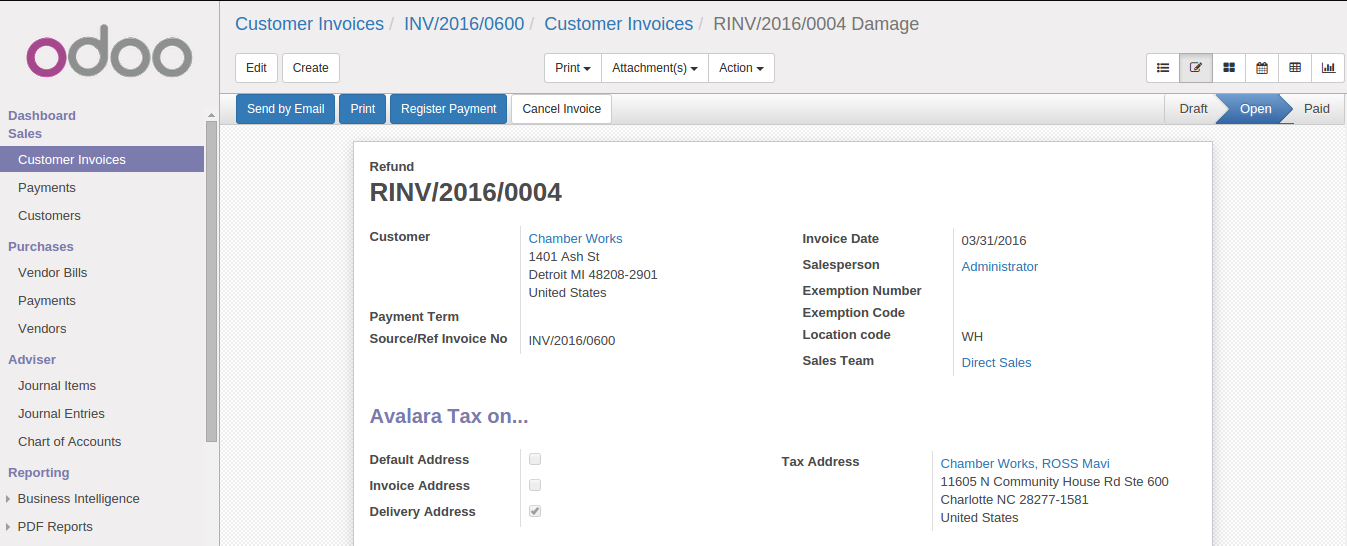 odoo
Dashboard
Sales
Customer Invoices
Payments
Customers
Purchases
Vendor Bills
Payments
Vendors
Adviser
Journal Items
Journal Entries
Chart of Accounts
Reporting
Business Intelligence
PDF Reports
Customer Invoices / INV/2016/0600 / Customer Invoices / RINV/2016/0004 Damage
Edit Create Print Attachment(s) Action
Send by Email Print Register Payment Cancel Invoice Draft Open Paid
Refund
RINV/2016/0004
Customer Chamber Works
1401 Ash St
Detroit MI 48208-2901
United States
Payment Term
Source/Ref Invoice No INV/2016/0600
Invoice Date 03/31/2016
Salesperson Administrator
Exemption Number
Exemption Code
Location code WH
Sales Team Direct Sales
Avalara Tax on...
Default Address
Invoice Address
Delivery Address
Tax Address Chamber Works, ROSS Mavi
11605 N Community House Rd Ste 600
Charlotte NC 28277-1581
United States